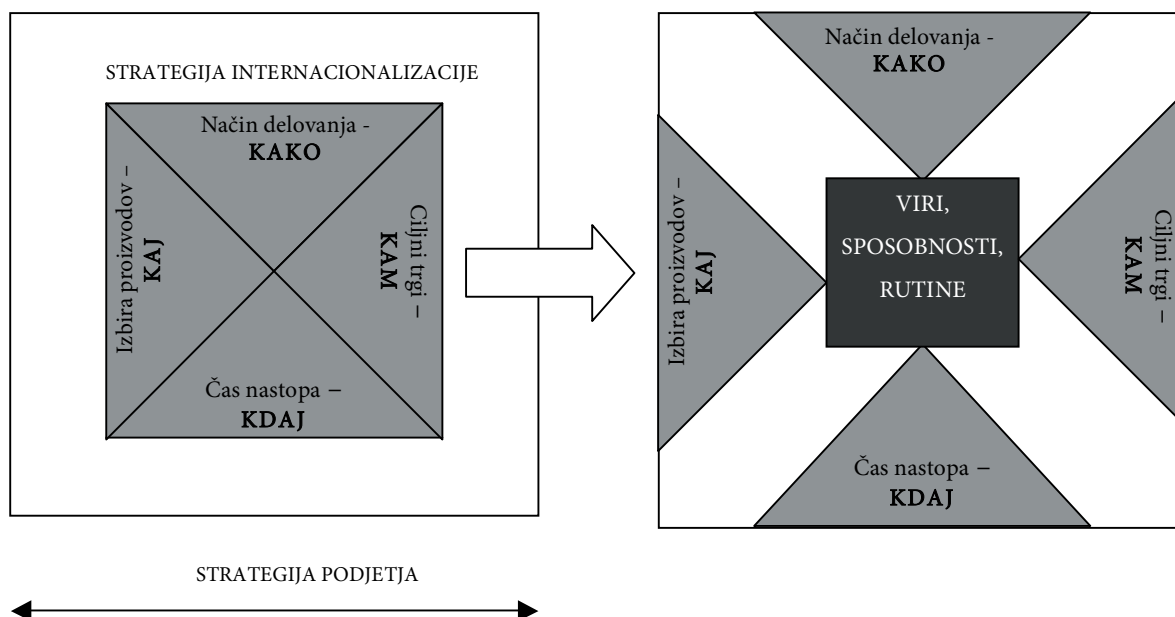 STRATEGIJA INTERNACIONALIZACIJE
Način delovanja -
KAKO
Izbira proizvodov –
KAJ
Ciljni trgi –
KAM
Čas nastopa –
KDAJ
STRATEGIJA PODJETJA
Način delovanja -
KAKO
Izbira proizvodov –
KAJ
VIRI,
SPOSOBNOSTI,
RUTINE
Ciljni trgi –
KAM
Čas nastopa –
KDAJ